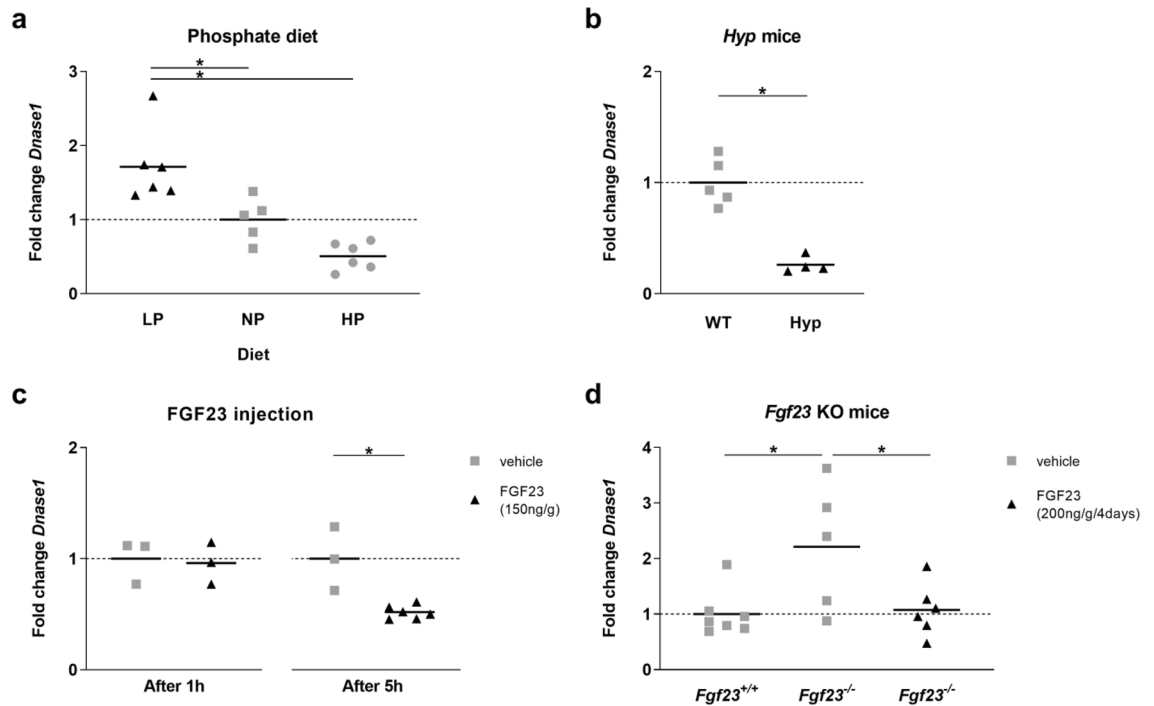 a
Phosphate diet
*
*
Fold change Dnase1
3
2
1
0
LP NP HP
Diet
b
Hyp mice
*
Fold change Dnase1
2
1
0
WT Hyp
c
FGF23 injection
*
Fold change Dnase1
2
1
0
After 1h After 5h
vehicle
FGF23
(150ng/g)
d
Fgf23 KO mice
* *
Fold change Dnase1
4
3
2
1
0
Fgf23+/+ Fgf23-/- Fgf23-/-
vehicle
FGF23
(200ng/g/4days)